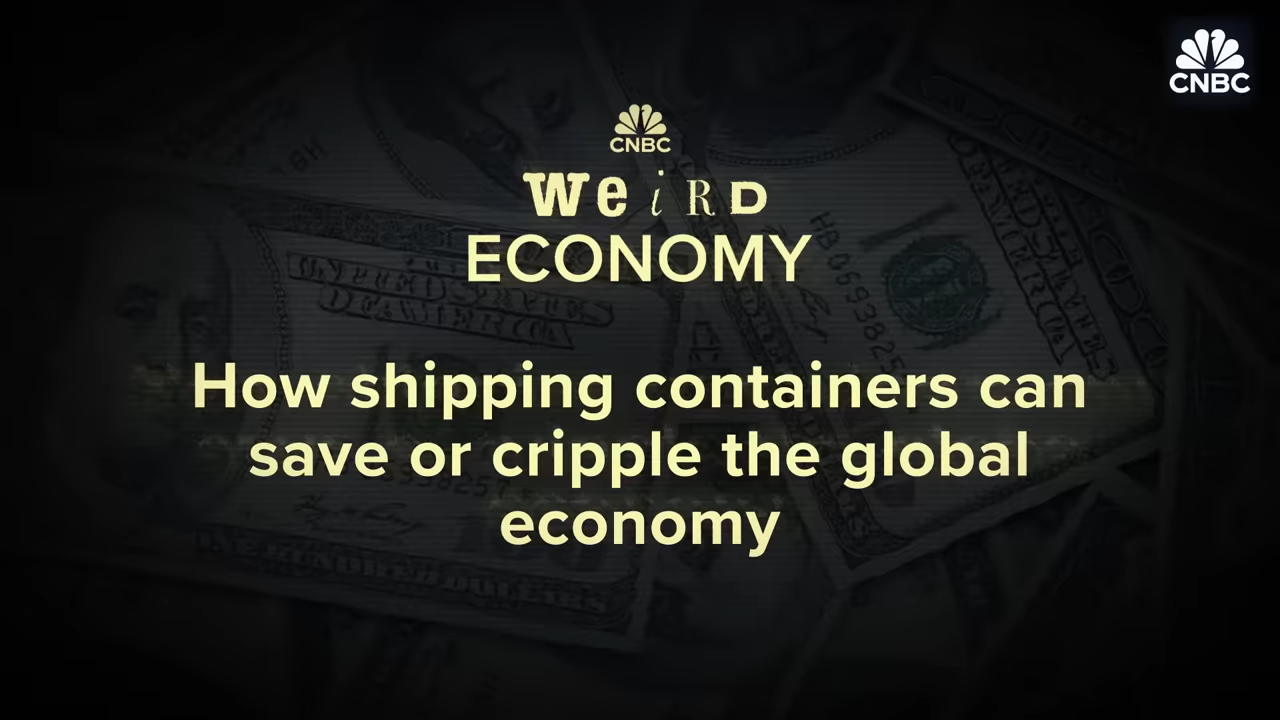 CNBC
CNBC
WeiRD
ECONOMY
How shipping containers can
save or cripple the global
economy